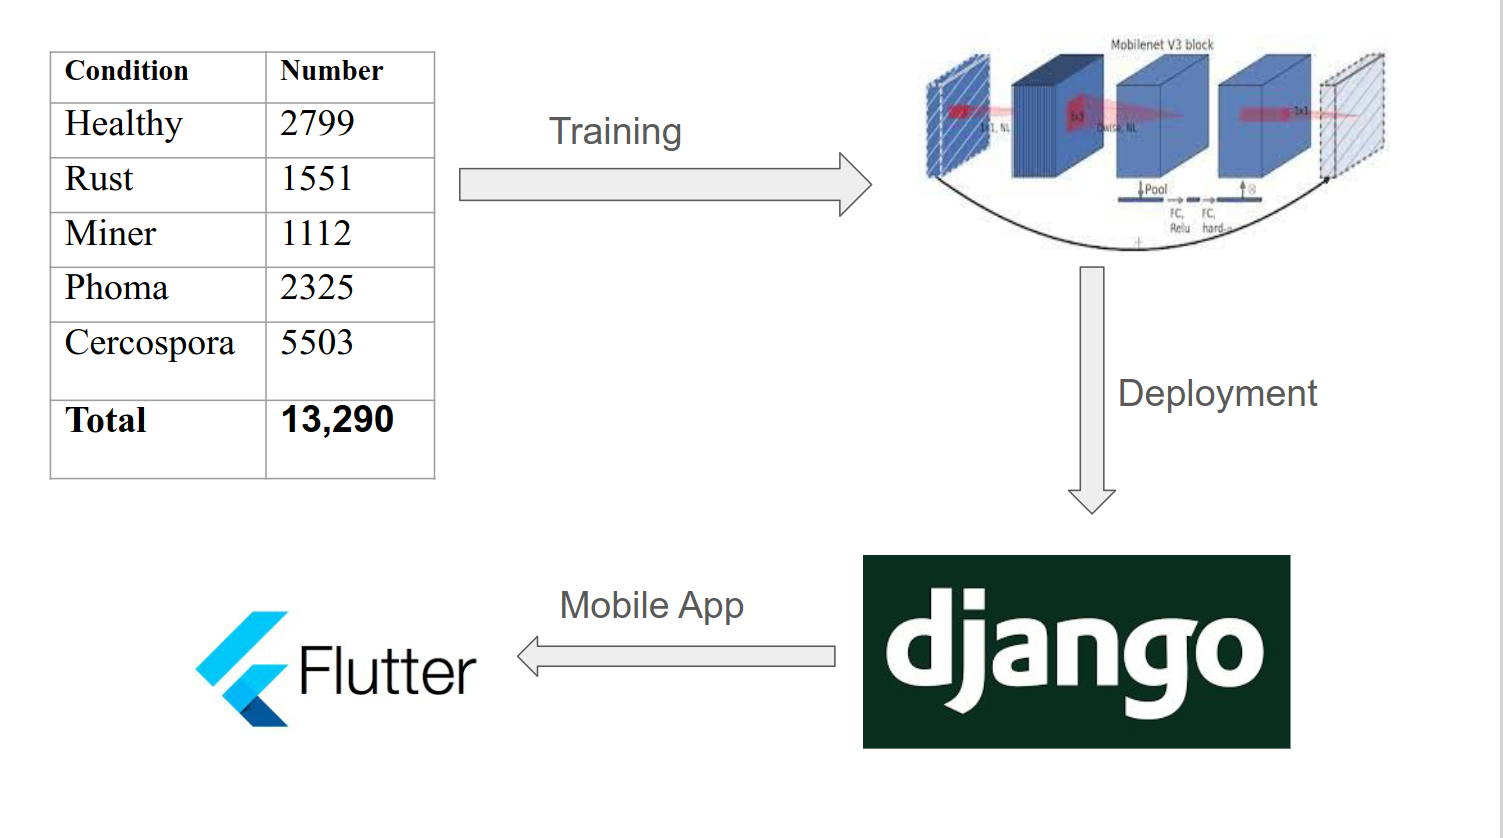 Condition Number
Healthy 2799
Rust 1551
Miner 1112
Phoma 2325
Cercospora 5503
Total 13,290
Training
Mobilenet V3 block
1x1, NL
3x3
Dwise, NL
1x1
Pool
FC, Relu
FC, hard-
Deployment
Mobile App
Flutter
django